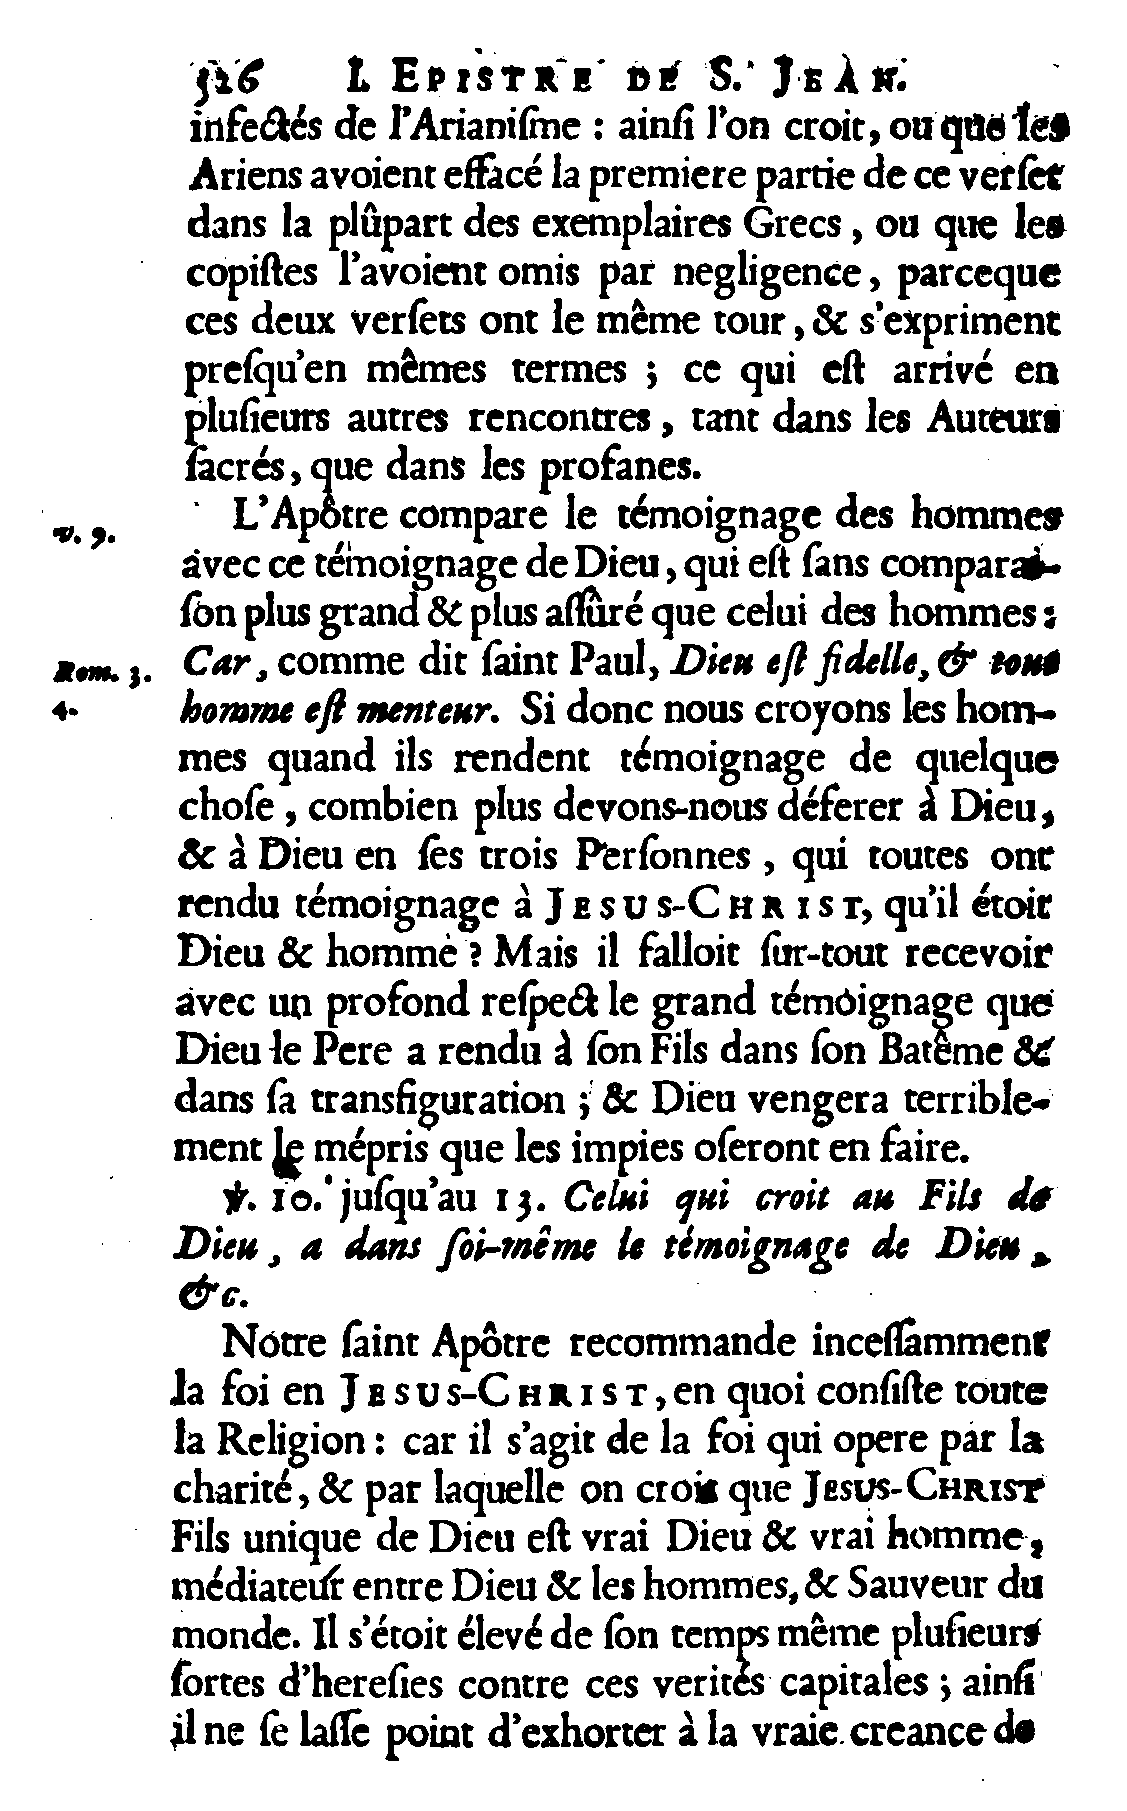 526 I. EPISTRE DE S. JEAN.
infectés de l'Arianiſme : ainſi l'on croit, ou que les
Ariens avoient effacé la premiere partie de ce verſet
dans la plûpart des exemplaires Grecs, ou que les
copiſtes l'avoient omis par negligence, parceque
ces deux verſets ont le même tour, & s'expriment
preſqu'en mêmes termes ; ce qui eſt arrivé en
pluſieurs autres rencontres, tant dans les Auteurs
ſacrés, que dans les profanes.
v. 9. L'Apôtre compare le témoignage des hommes
avec ce témoignage de Dieu, qui eſt ſans comparai-
ſon plus grand & plus aſſûré que celui des hommes :
Rom. 3. Car, comme dit ſaint Paul, Dieu eſt fidelle, & tout
4. homme eſt menteur. Si donc nous croyons les hom-
mes quand ils rendent témoignage de quelque
choſe, combien plus devons-nous déferer à Dieu,
& à Dieu en ſes trois Perſonnes, qui toutes ont
rendu témoignage à JESUS-CHRIST, qu'il étoit
Dieu & homme ? Mais il falloit ſur-tout recevoir
avec un profond reſpect le grand témoignage que
Dieu le Pere a rendu à ſon Fils dans ſon Batême &
dans ſa transfiguration ; & Dieu vengera terrible-
ment le mépris que les impies oſeront en faire.
℣. 10. juſqu'au 13. Celui qui croit au Fils de
Dieu, a dans ſoi-même le témoignage de Dieu,
&c.
Notre ſaint Apôtre recommande inceſſamment
la foi en JESUS-CHRIST, en quoi conſiſte toute
la Religion : car il s'agit de la foi qui opere par la
charité, & par laquelle on croit que JESUS-CHRIST
Fils unique de Dieu eſt vrai Dieu & vrai homme,
médiateur entre Dieu & les hommes, & Sauveur du
monde. Il s'étoit élevé de ſon temps même pluſieurs
ſortes d'hereſies contre ces verités capitales ; ainſi
il ne ſe laſſe point d'exhorter à la vraie creance de